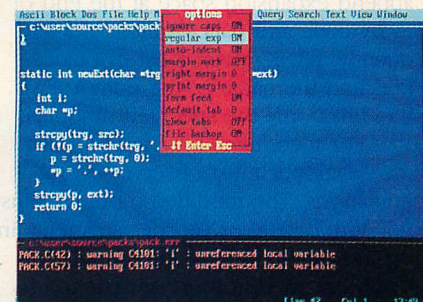 Ascii Block Dos File Help M options Query Search Text View Window
c:\user\source\packs\pack
ignore caps ON
regular exp ON
auto-indent ON
margin mark OFF
right margin 0
print margin 0
form feed ON
default tab 8
show tabs OFF
file backup ON
↓↑ Enter Esc
static int newExt(char *trg *ext)
{
int i;
char *p;
strcpy(trg, src);
if (!(p = strchr(trg, '.
p = strchr(trg, 0);
*p = '.', ++p;
}
strcpy(p, ext);
return 0;
}
c:\user\source\packs\pack.err
PACK.C(42) : warning C4101: 'i' : unreferenced local variable
PACK.C(57) : warning C4101: 'i' : unreferenced local variable
Line 42 Col 1